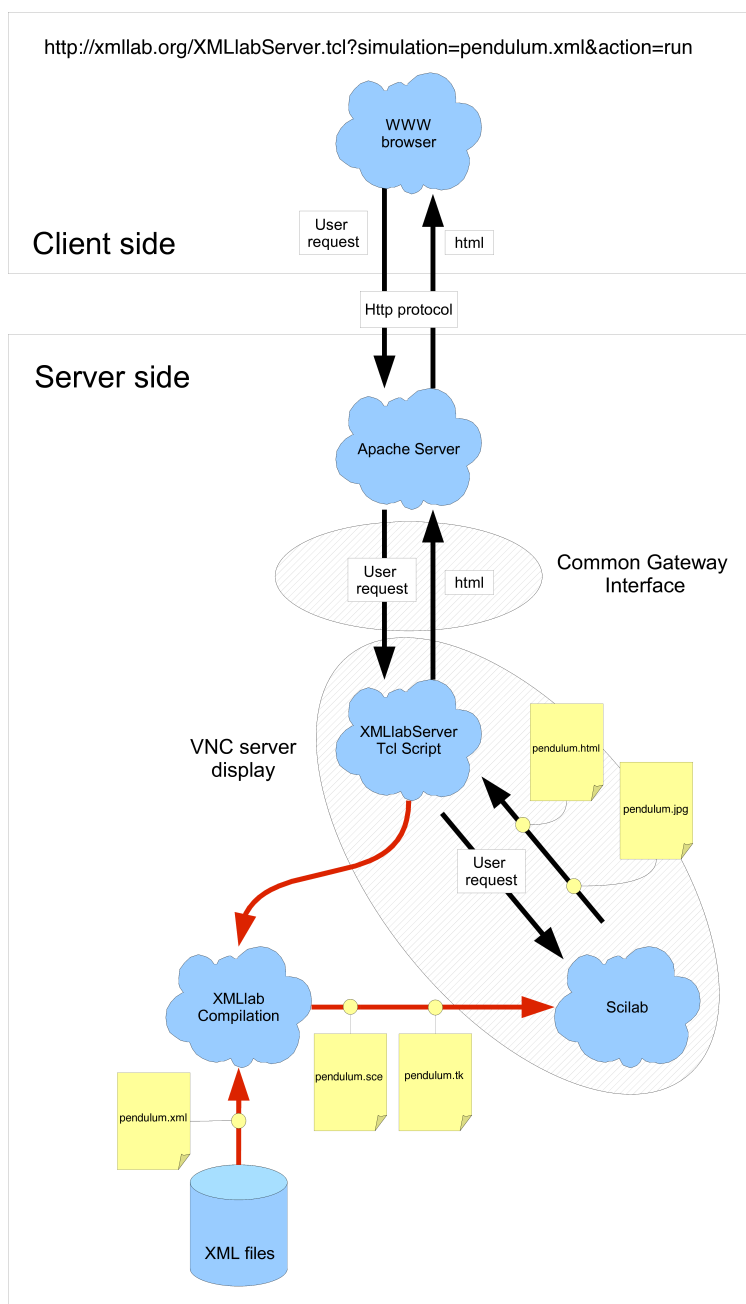 http://xmllab.org/XMLlabServer.tcl?simulation=pendulum.xml&action=run
WWW
browser
User
request
html
Client side
Http protocol
Server side
Apache Server
User
request
html
Common Gateway
Interface
XMLlabServer
Tcl Script
VNC server
display
pendulum.html
pendulum.jpg
User
request
XMLlab
Compilation
Scilab
pendulum.sce
pendulum.tk
pendulum.xml
XML files